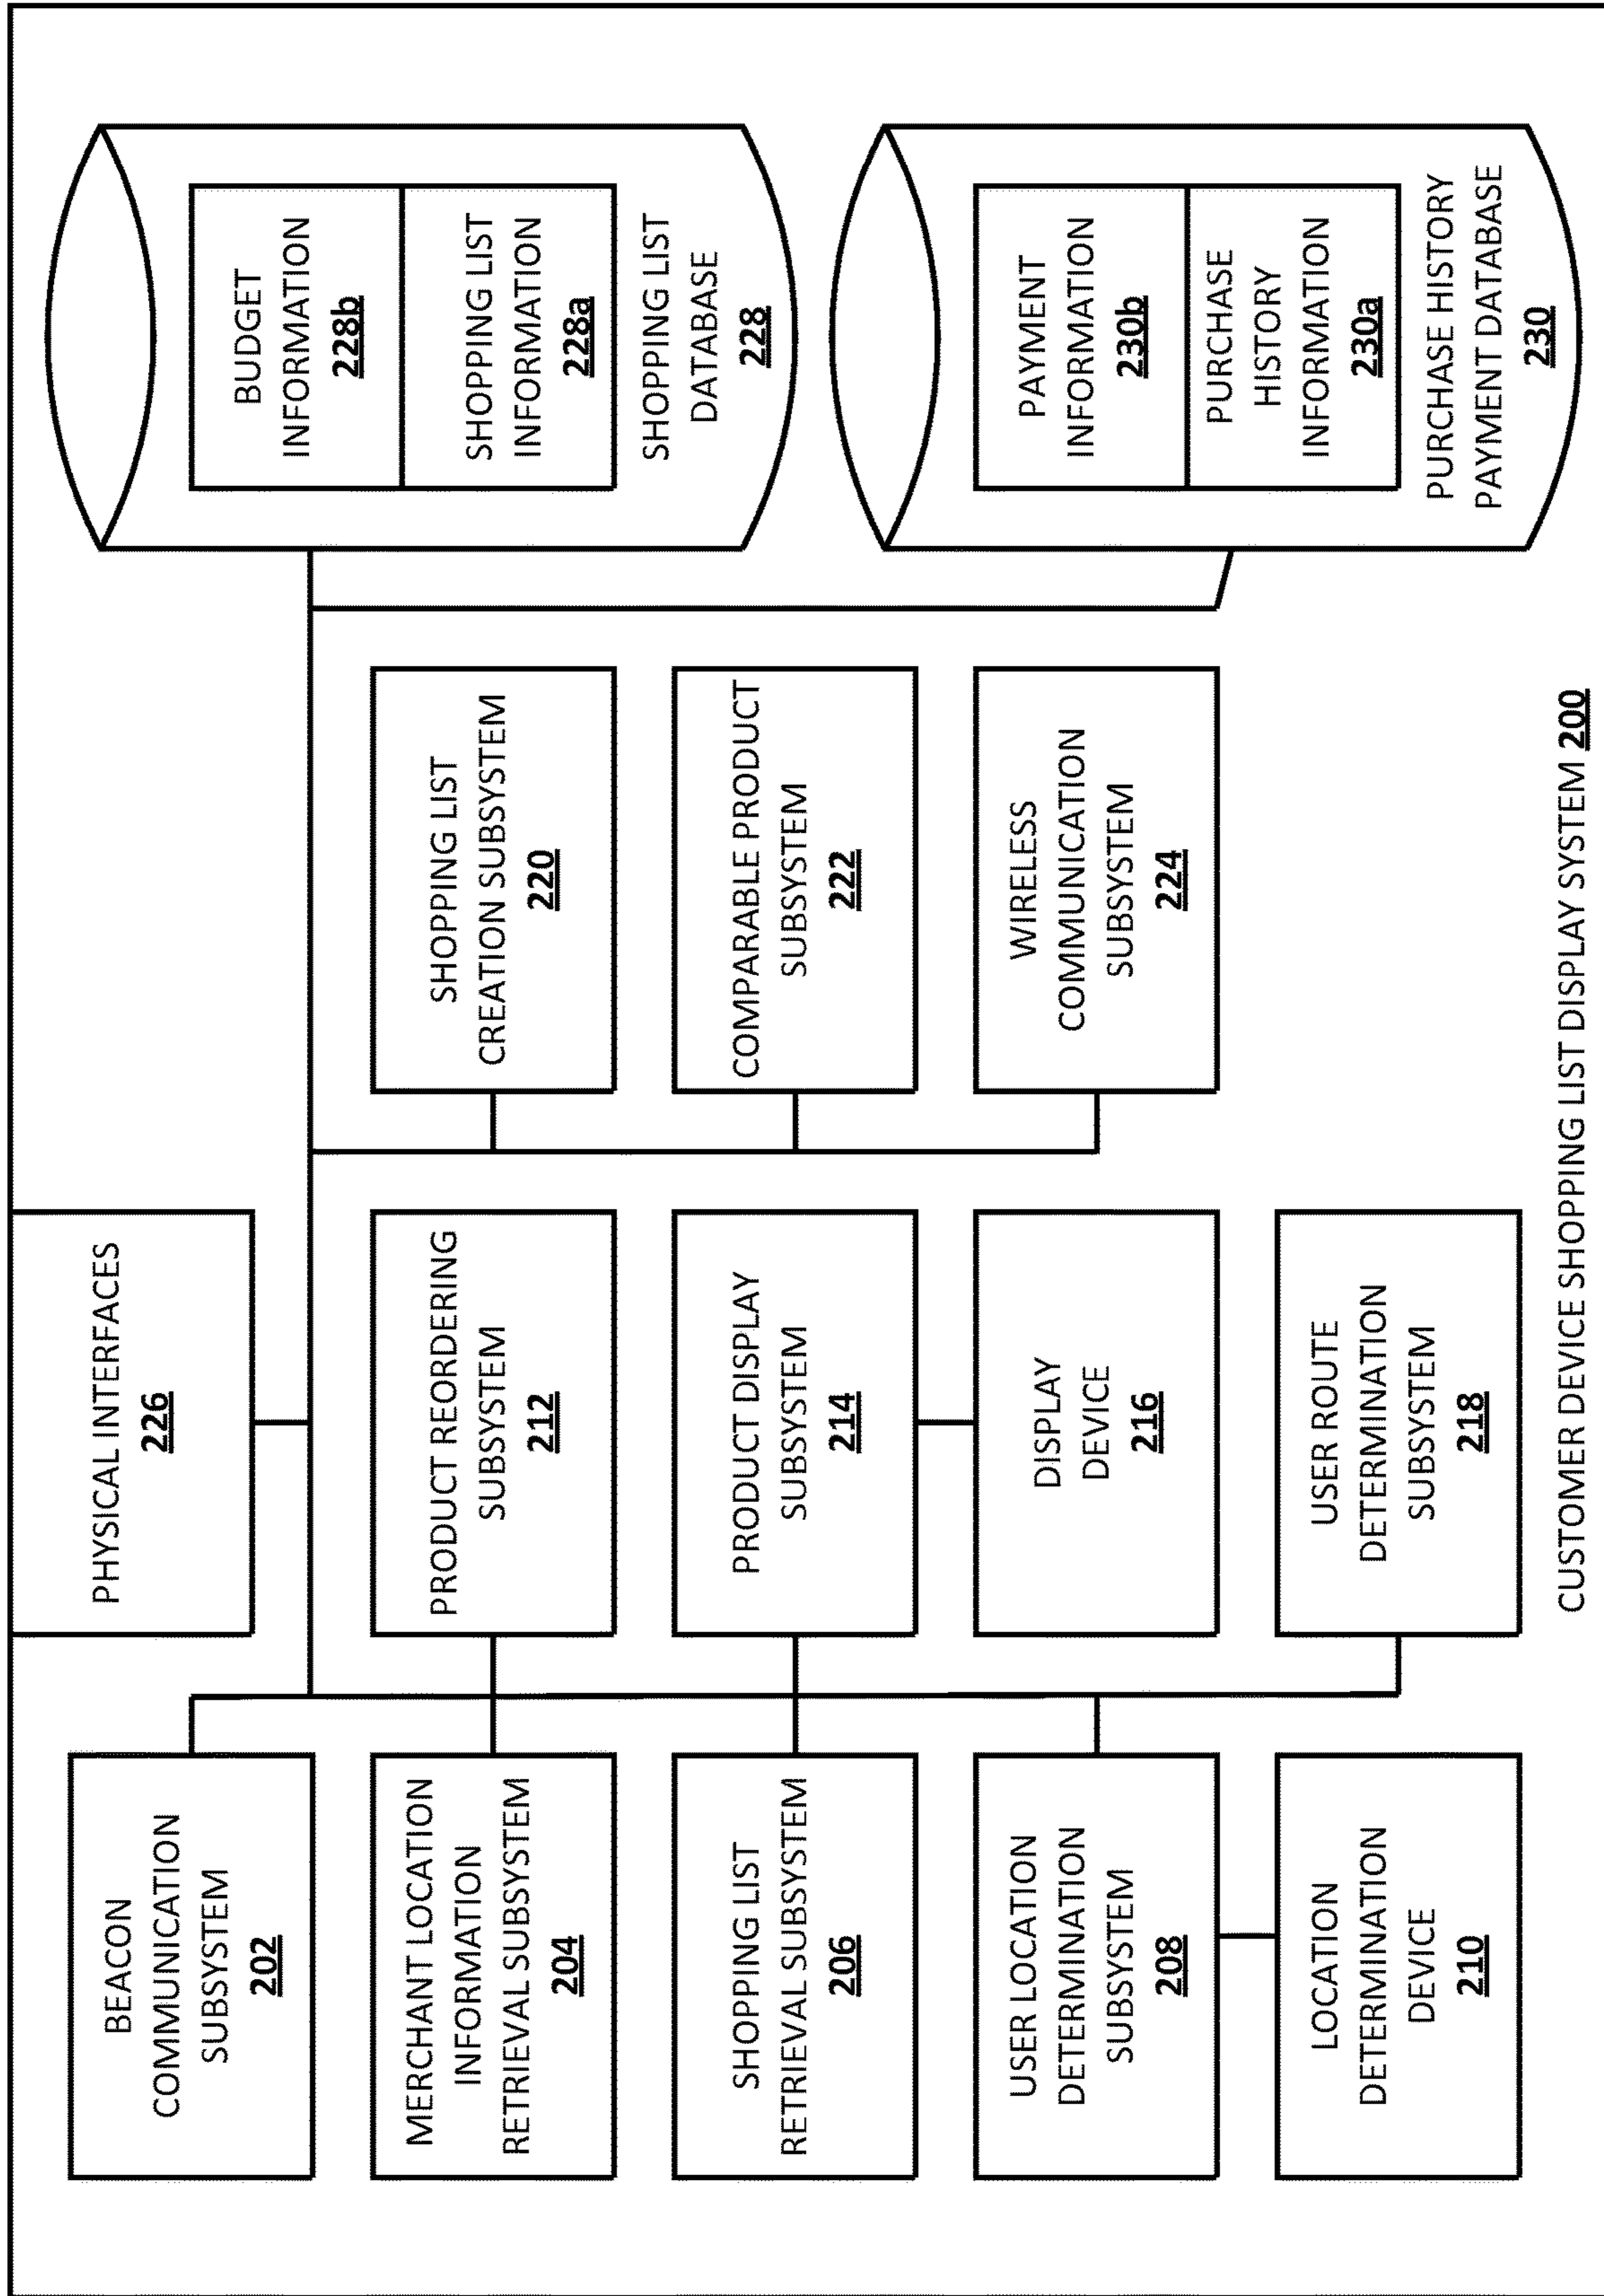 PHYSICAL INTERFACES
226
BEACON
COMMUNICATION
SUBSYSTEM
202
MERCHANT LOCATION
INFORMATION
RETRIEVAL SUBSYSTEM
204
SHOPPING LIST
RETRIEVAL SUBSYSTEM
206
USER LOCATION
DETERMINATION
SUBSYSTEM
208
LOCATION
DETERMINATION
DEVICE
210
PRODUCT REORDERING
SUBSYSTEM
212
PRODUCT DISPLAY
SUBSYSTEM
214
DISPLAY
DEVICE
216
USER ROUTE
DETERMINATION
SUBSYSTEM
218
SHOPPING LIST
CREATION SUBSYSTEM
220
COMPARABLE PRODUCT
SUBSYSTEM
222
WIRELESS
COMMUNICATION
SUBSYSTEM
224
BUDGET
INFORMATION
228b
SHOPPING LIST
INFORMATION
228a
SHOPPING LIST
DATABASE
228
PAYMENT
INFORMATION
230b
PURCHASE
HISTORY
INFORMATION
230a
PURCHASE HISTORY
PAYMENT DATABASE
230
CUSTOMER DEVICE SHOPPING LIST DISPLAY SYSTEM 200